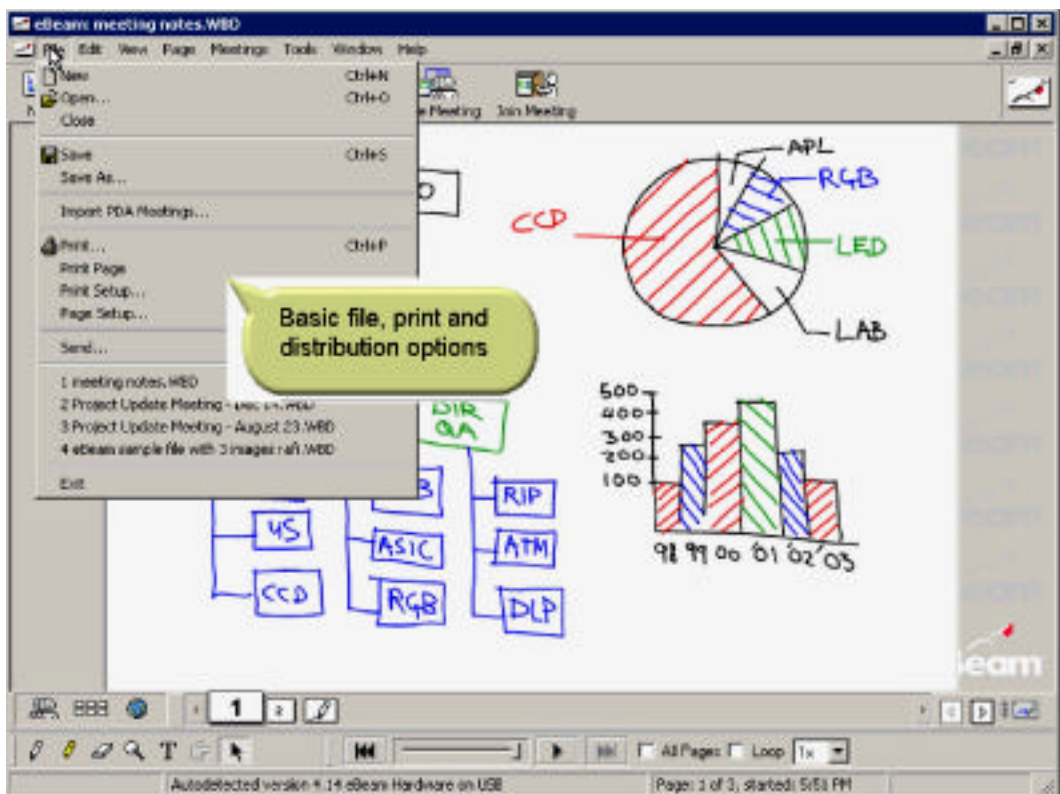 eBeam: meeting notes.WBD
File Edit View Page Meetings Tools Window Help
New Ctrl+N
Open... Ctrl+O
Close
Save Ctrl+S
Save As...
Import PDA Meetings...
Print... Ctrl+P
Print Page
Print Setup...
Page Setup...
Send...
1 meeting notes.WBD
2 Project Update Meeting - Dec 14.WBD
3 Project Update Meeting - August 23.WBD
4 eBeam sample file with 3 images
Exit
Meeting Join Meeting
Basic file, print and
distribution options
APL
RGB
CCD
LED
LAB
DIR
QA
RIP
US
ASIC
ATM
CCD
RGB
DLP
500
400
300
200
100
98 99 00 '01 '02 '03
eam
1 2
T
All Pages Loop 1x
Autodetected version 4.14 eBeam Hardware on USB
Page: 1 of 3, started: 5:51 PM